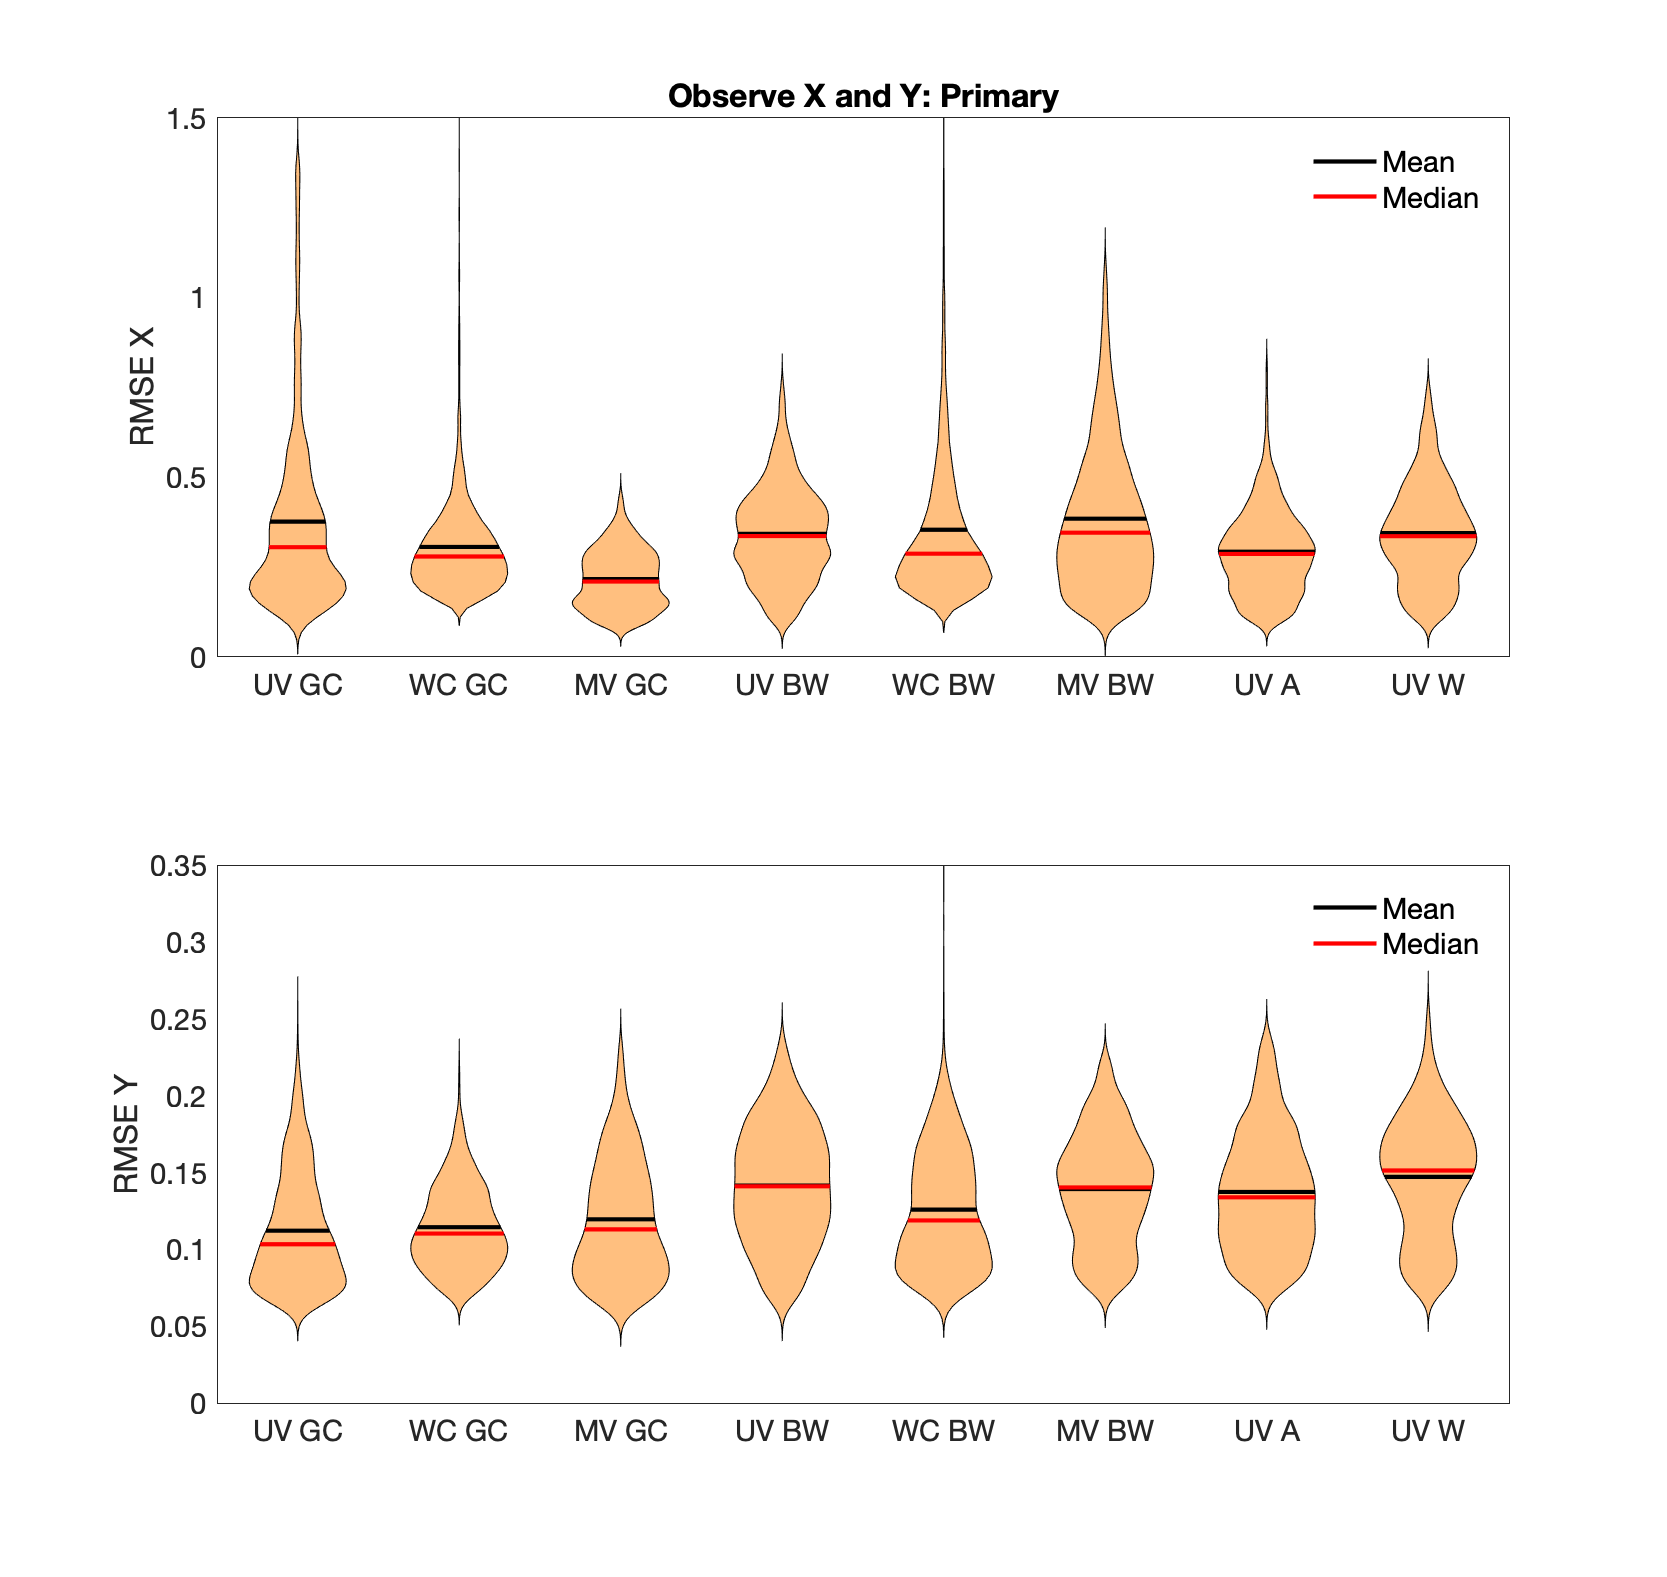 Observe X and Y: Primary
1.5
1
0.5
0
RMSE X
Mean
Median
UV GC WC GC MV GC UV BW WC BW MV BW UV A UV W
0.35
0.3
0.25
0.2
0.15
0.1
0.05
0
RMSE Y
Mean
Median
UV GC WC GC MV GC UV BW WC BW MV BW UV A UV W